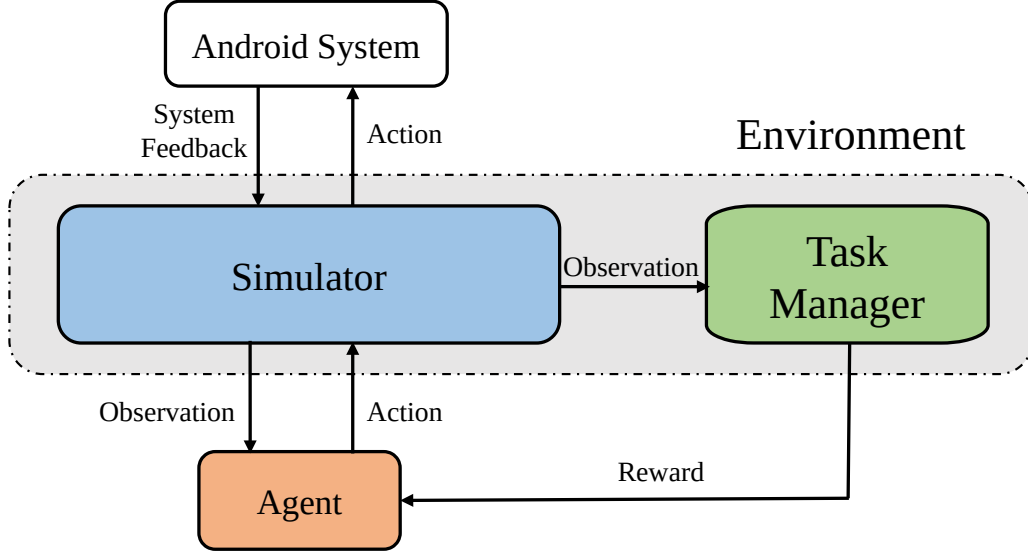 Android System
System
Feedback
Action
Environment
Simulator
Observation
Task
Manager
Observation
Action
Reward
Agent